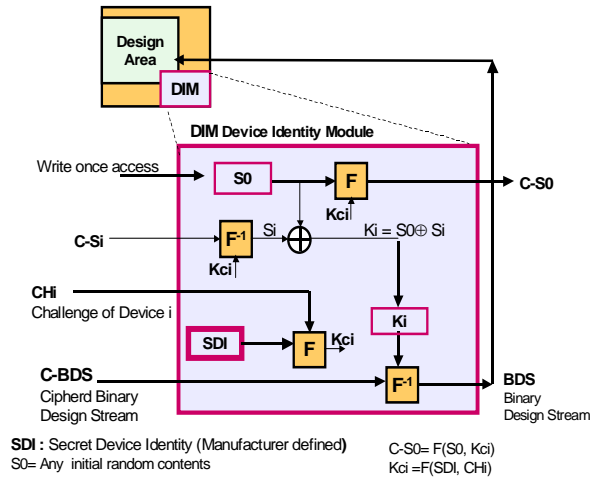 Design
Area
DIM
DIM Device Identity Module
Write once access
S0
F
C-S0
Kci
C-Si
F-1
Si
Ki = S0⊕ Si
Kci
CHi
Challenge of Device i
Ki
SDI
F
Kci
C-BDS
F-1
BDS
Cipherd Binary
Design Stream
Binary
Design Stream
SDI : Secret Device Identity (Manufacturer defined)
S0= Any initial random contents
C-S0= F(S0, Kci)
Kci =F(SDI, CHi)